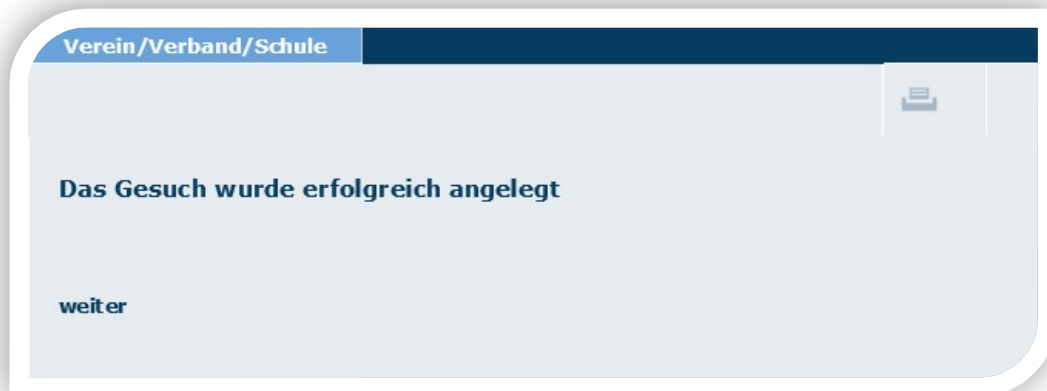 Verein/Verband/Schule
Das Gesuch wurde erfolgreich angelegt
weiter